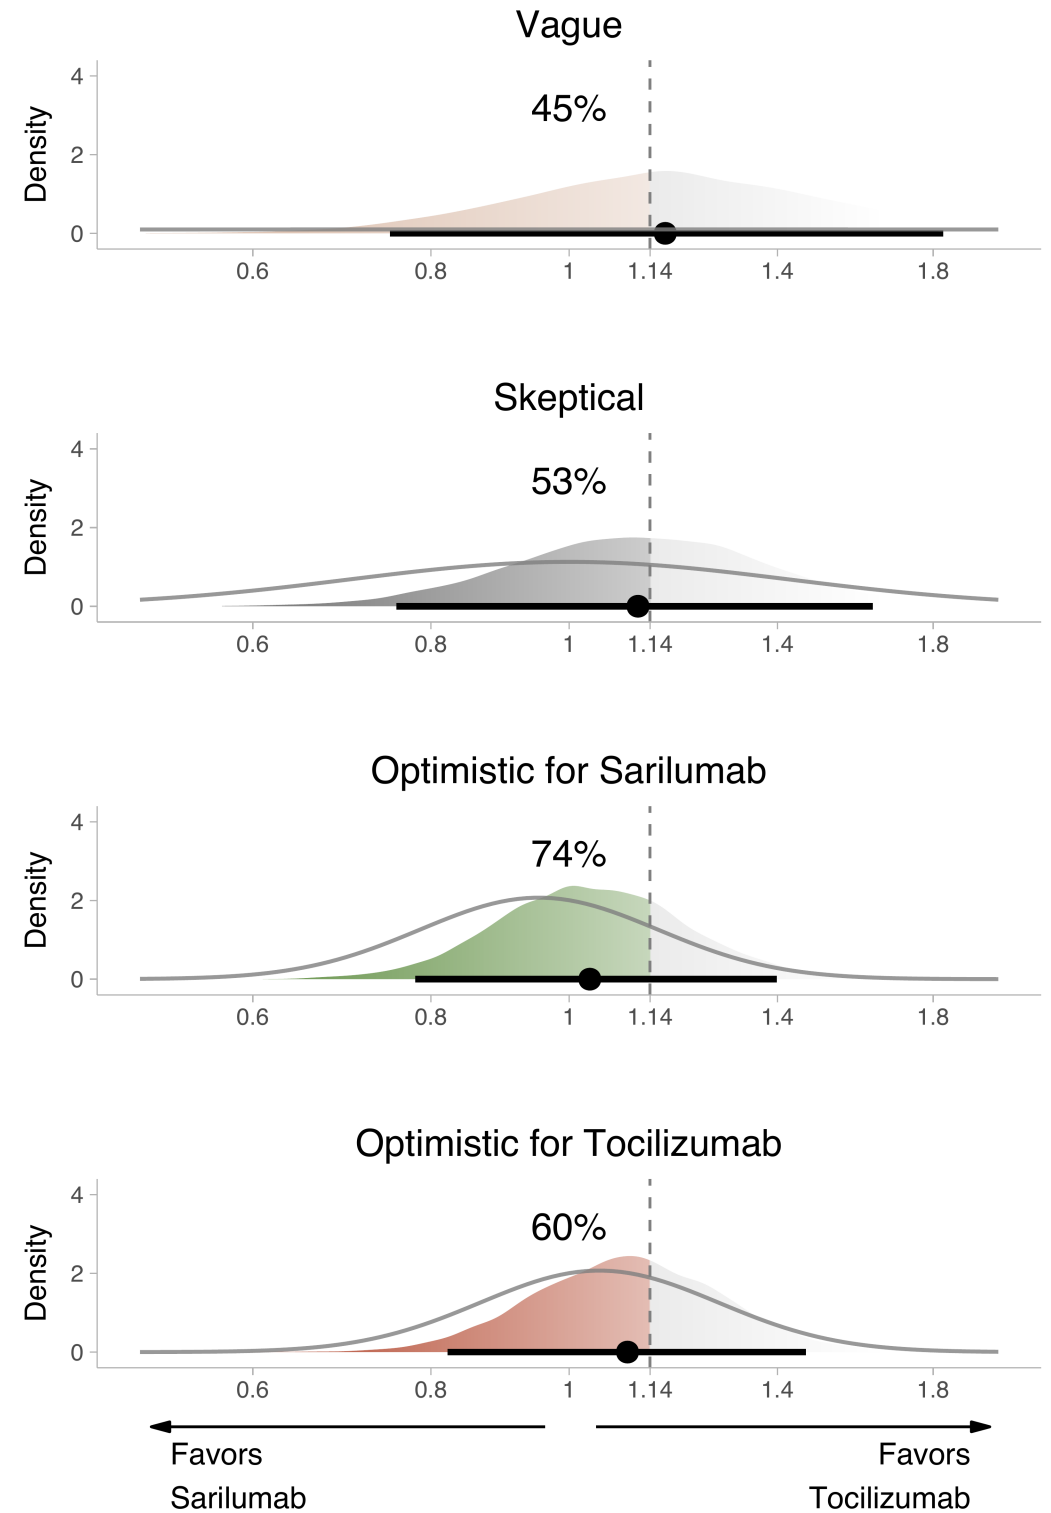 Vague
45%
Density
4
2
0
0.6 0.8 1 1.14 1.4 1.8
Skeptical
53%
Density
4
2
0
0.6 0.8 1 1.14 1.4 1.8
Optimistic for Sarilumab
74%
Density
4
2
0
0.6 0.8 1 1.14 1.4 1.8
Optimistic for Tocilizumab
60%
Density
4
2
0
0.6 0.8 1 1.14 1.4 1.8
Favors
Sarilumab
Favors
Tocilizumab